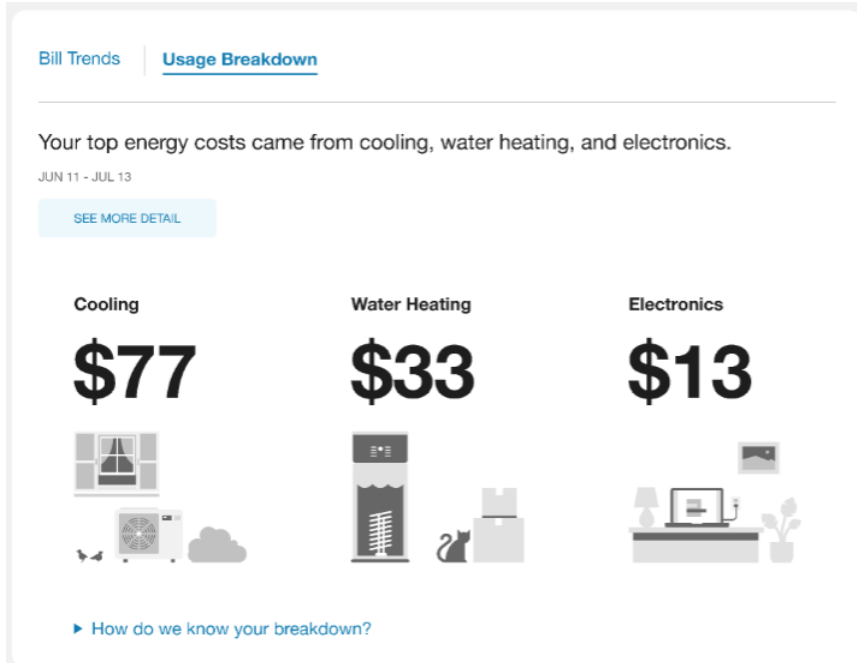 Bill Trends
Usage Breakdown
Your top energy costs came from cooling, water heating, and electronics.
JUN 11 - JUL 13
SEE MORE DETAIL
Cooling
$77
Water Heating
$33
Electronics
$13
How do we know your breakdown?